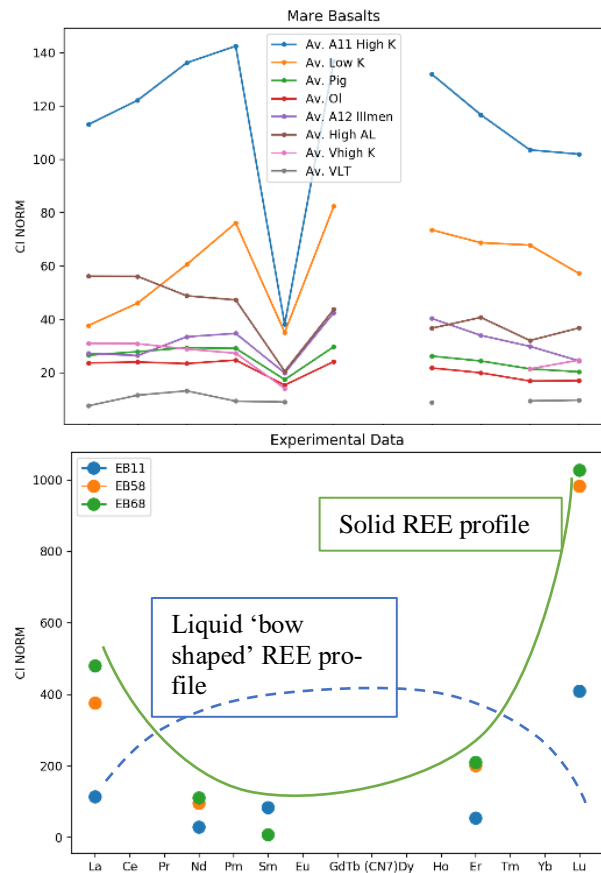 Mare Basalts
140
120
100
80
60
40
20
CI NORM
Av. A11 High K
Av. Low K
Av. Pig
Av. Ol
Av. A12 Illmen
Av. High AL
Av. Vhigh K
Av. VLT
Experimental Data
1000
800
600
400
200
0
CI NORM
EB11
EB58
EB68
Solid REE profile
Liquid ‘bow
shaped’ REE pro-
file
La Ce Pr Nd Pm Sm Eu GdTb (CN7)Dy Ho Er Tm Yb Lu